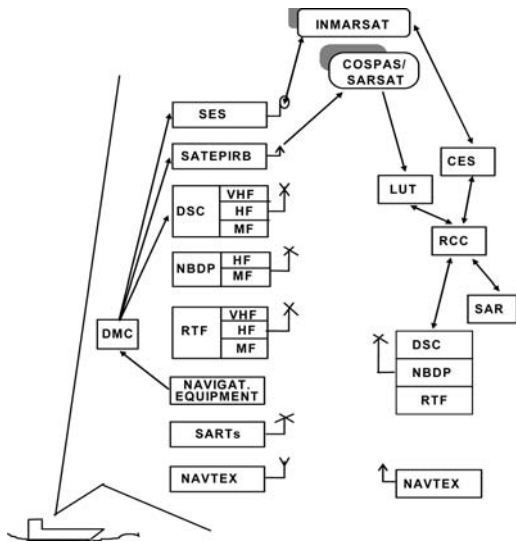 INMARSAT
COSPAS/
SARSAT
SES
SATEPIRB
CES
LUT
DSC
VHF
HF
MF
RCC
NBDP
HF
MF
SAR
DMC
RTF
VHF
HF
MF
DSC
NBDP
RTF
NAVIGAT.
EQUIPMENT
SARTs
NAVTEX
NAVTEX